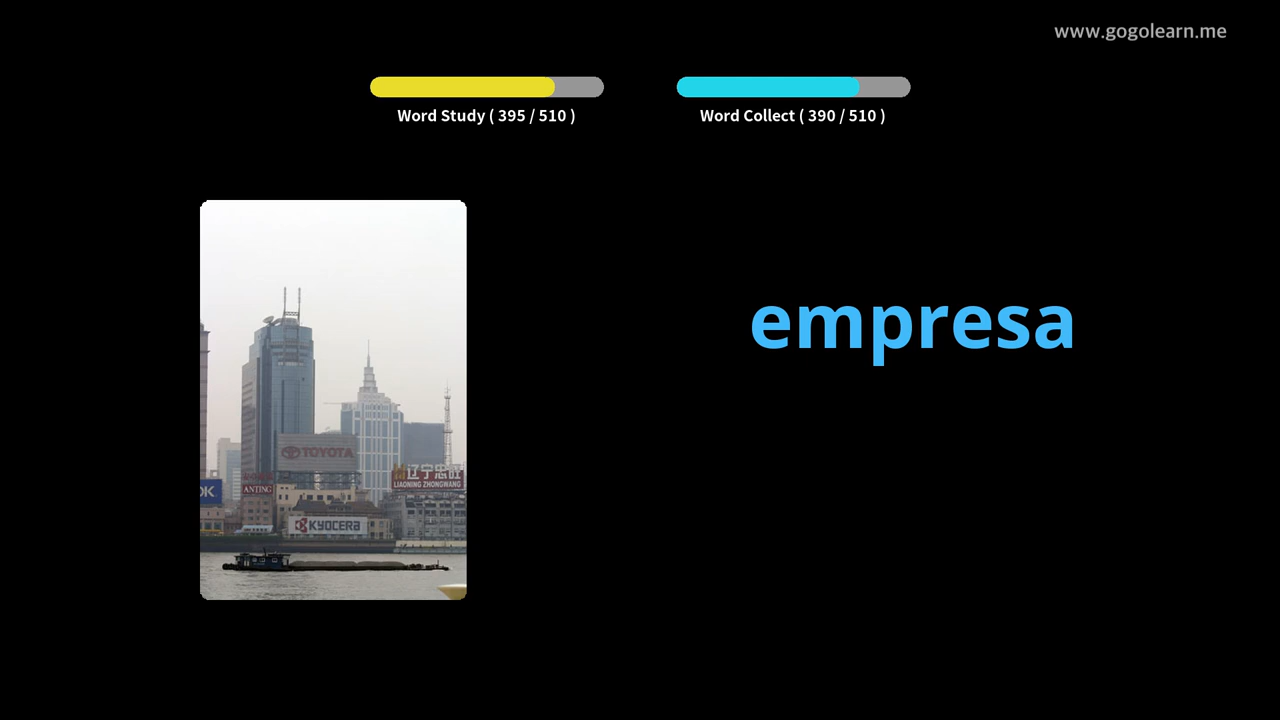 www.gogolearn.me
Word Study ( 395 / 510 )
Word Collect ( 390 / 510 )
empresa
TOYOTA
辽宁忠旺
LIAONING ZHONGWANG
OK
ANTING
KYOCERA